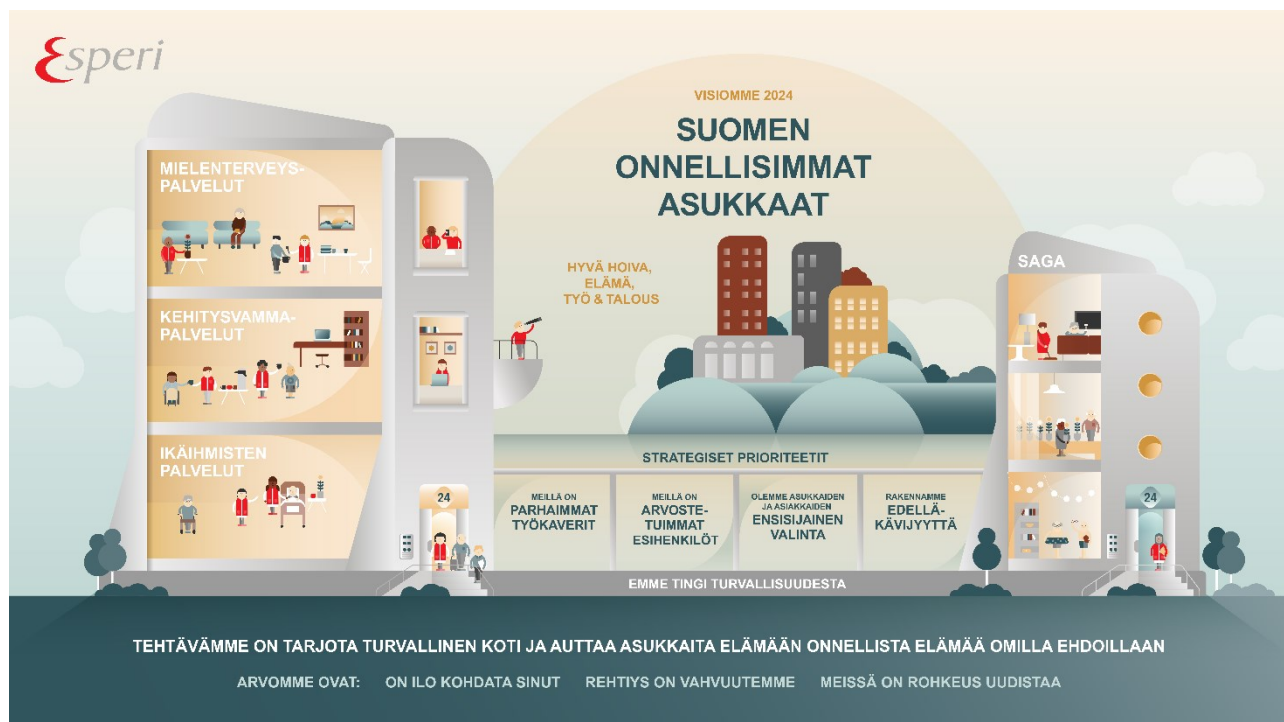 Esperi
VISIOMME 2024
SUOMEN
ONNELLISIMMAT
ASUKKAAT
HYVÄ HOIVA,
ELÄMÄ,
TYÖ & TALOUS
MIELENTERVEYS-
PALVELUT
KEHITYSVAMMA-
PALVELUT
IKÄIHMISTEN
PALVELUT
24
SAGA
24
STRATEGISET PRIORITEETIT
MEILLÄ ON
PARHAIMMAT
TYÖKAVERIT
MEILLÄ ON
ARVOSTE-
TUIMMAT
ESIHENKILÖT
OLEMME ASUKKAIDEN
JA ASIAKKAIDEN
ENSISIJAINEN
VALINTA
RAKENNAMME
EDELLÄ-
KÄVIJYYTTÄ
EMME TINGI TURVALLISUUDESTA
TEHTÄVÄMME ON TARJOTA TURVALLINEN KOTI JA AUTTAA ASUKKAITA ELÄMÄÄN ONNELLISTA ELÄMÄÄ OMILLA EHDOILLAAN
ARVOMME OVAT: ON ILO KOHDATA SINUT REHTIYS ON VAHVUUTEMME MEISSÄ ON ROHKEUS UUDISTAA